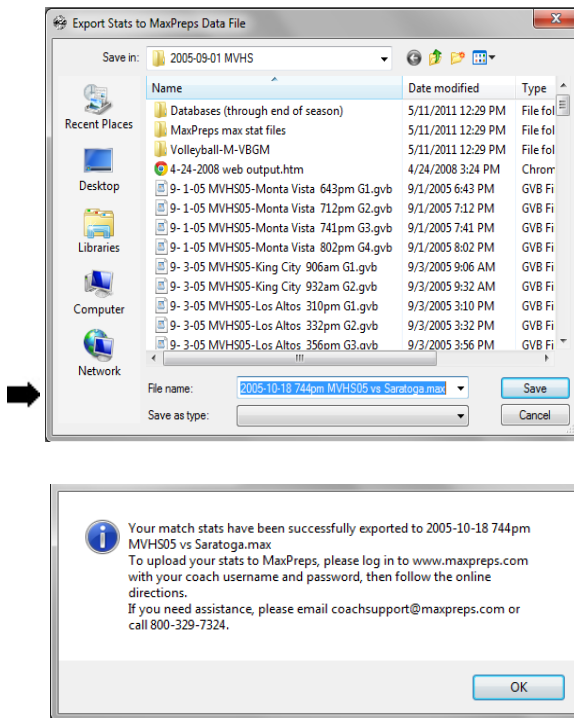 Export Stats to MaxPreps Data File
Save in: 2005-09-01 MVHS
Name Date modified Type
Databases (through end of season) 5/11/2011 12:29 PM File fol
MaxPreps max stat files 5/11/2011 12:29 PM File fol
Volleyball-M-VBGM 5/11/2011 12:29 PM File fol
4-24-2008 web output.htm 4/24/2008 3:24 PM Chrom
9- 1-05 MVHS05-Monta Vista 643pm G1.gvb 9/1/2005 6:43 PM GVB Fi
9- 1-05 MVHS05-Monta Vista 712pm G2.gvb 9/1/2005 7:12 PM GVB Fi
9- 1-05 MVHS05-Monta Vista 741pm G3.gvb 9/1/2005 7:41 PM GVB Fi
9- 1-05 MVHS05-Monta Vista 802pm G4.gvb 9/1/2005 8:02 PM GVB Fi
9- 3-05 MVHS05-King City 906am G1.gvb 9/3/2005 9:06 AM GVB Fi
9- 3-05 MVHS05-King City 932am G2.gvb 9/3/2005 9:32 AM GVB Fi
9- 3-05 MVHS05-Los Altos 310pm G1.gvb 9/3/2005 3:10 PM GVB Fi
9- 3-05 MVHS05-Los Altos 332pm G2.gvb 9/3/2005 3:32 PM GVB Fi
9- 3-05 MVHS05-Los Altos 356pm G3.gvb 9/3/2005 3:56 PM GVB Fi
Recent Places
Desktop
Libraries
Computer
Network
File name: 2005-10-18 744pm MVHS05 vs Saratoga.max Save
Save as type: Cancel
Your match stats have been successfully exported to 2005-10-18 744pm
MVHS05 vs Saratoga.max
To upload your stats to MaxPreps, please log in to www.maxpreps.com
with your coach username and password, then follow the online
directions.
If you need assistance, please email coachsupport@maxpreps.com or
call 800-329-7324.
OK